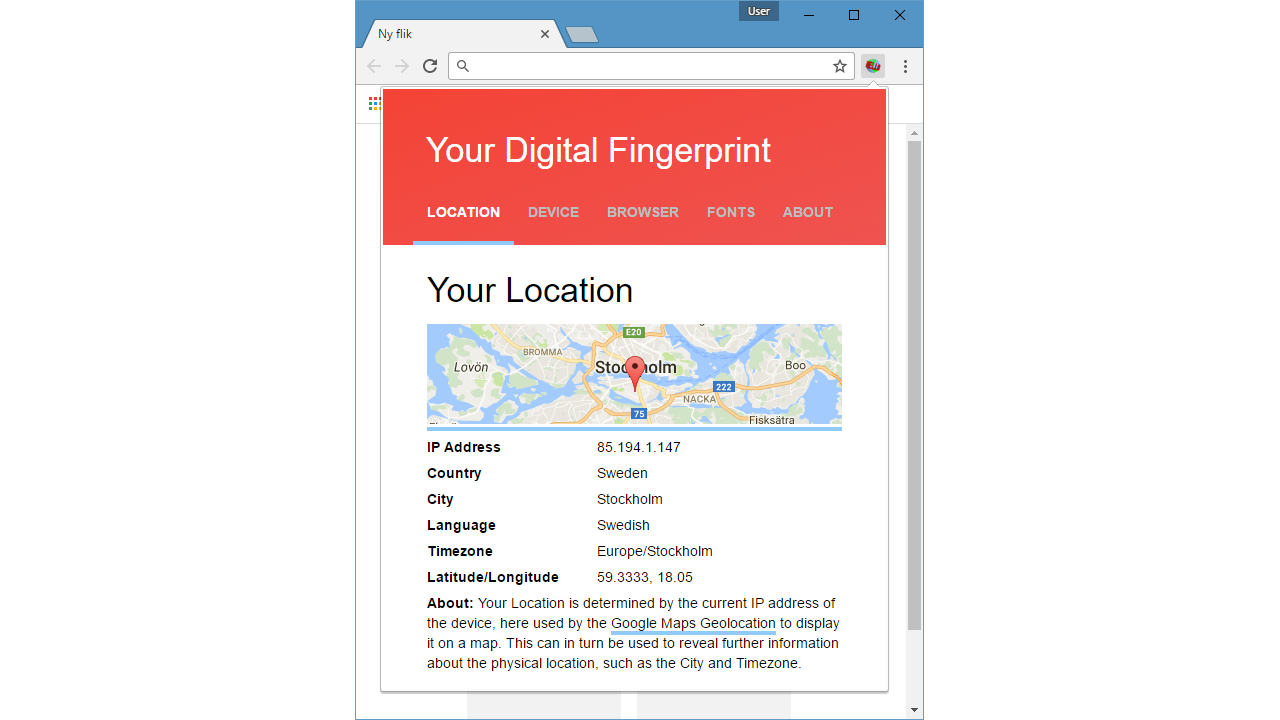 User
Ny flik
Your Digital Fingerprint
LOCATION DEVICE BROWSER FONTS ABOUT
Your Location
E20
BROMMA
Lovön
Stockholm
Boo
222
NACKA
75
Fisksätra
IP Address 85.194.1.147
Country Sweden
City Stockholm
Language Swedish
Timezone Europe/Stockholm
Latitude/Longitude 59.3333, 18.05
About: Your Location is determined by the current IP address of
the device, here used by the Google Maps Geolocation to display
it on a map. This can in turn be used to reveal further information
about the physical location, such as the City and Timezone.